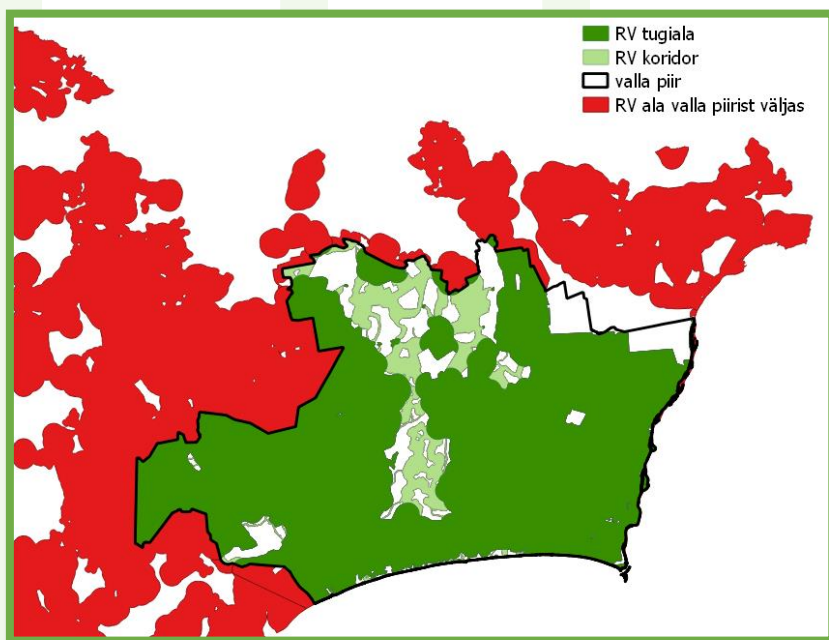 RV tugiala
RV koridor
valla piir
RV ala valla piirist väljas